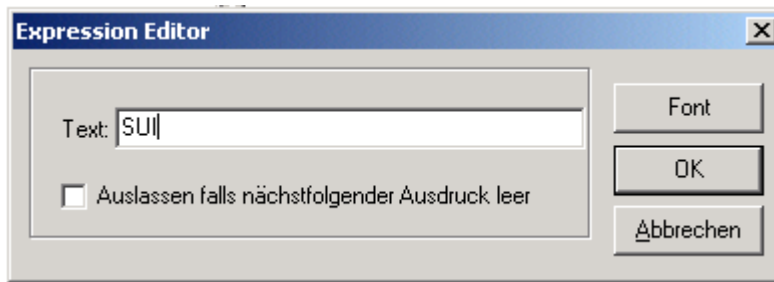 Expression Editor
Font
Text: SUI
OK
Auslassen falls nächstfolgender Ausdruck leer
Abbrechen